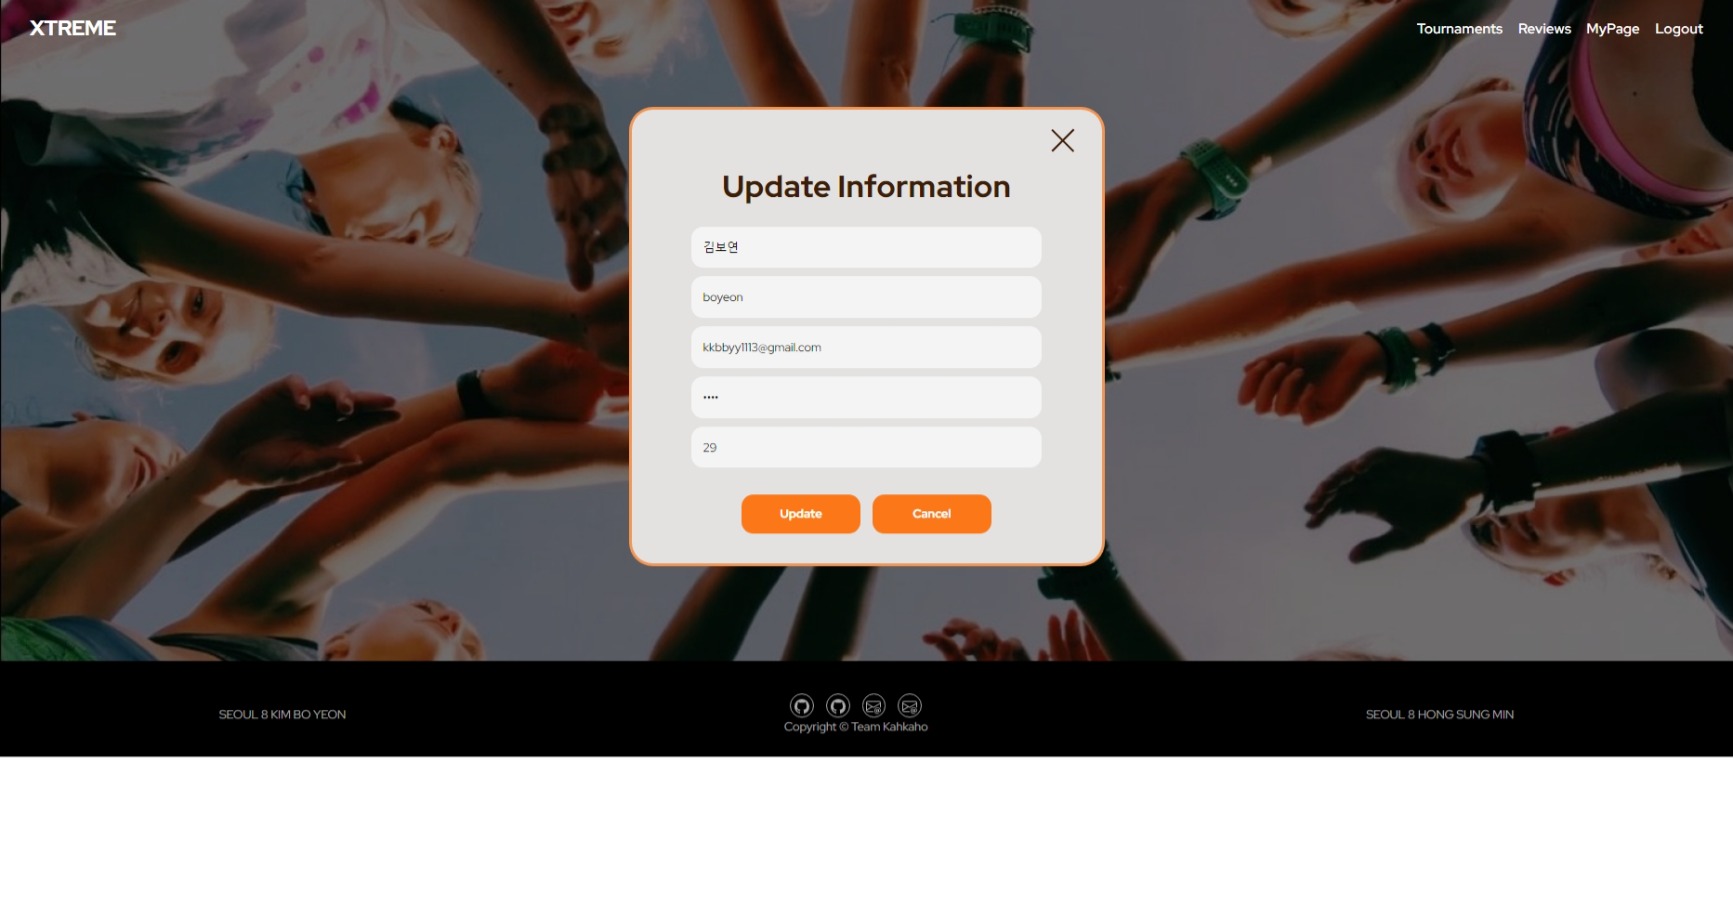 XTREME
Tournaments Reviews MyPage Logout
Update Information
김보연
boyeon
kkbbyy1113@gmail.com
••••
29
Update Cancel
SEOUL 8 KIM BO YEON
Copyright © Team Kahkaho
SEOUL 8 HONG SUNG MIN